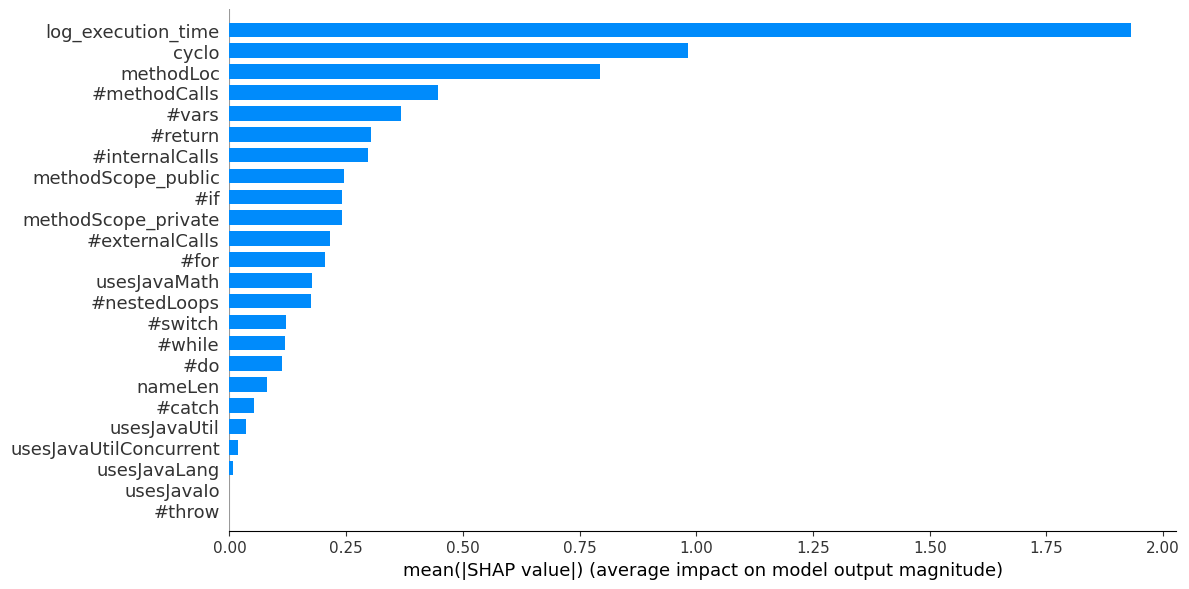 log_execution_time
cyclo
methodLoc
#methodCalls
#vars
#return
#internalCalls
methodScope_public
#if
methodScope_private
#externalCalls
#for
usesJavaMath
#nestedLoops
#switch
#while
#do
nameLen
#catch
usesJavaUtil
usesJavaUtilConcurrent
usesJavaLang
usesJavaIo
#throw
0.00 0.25 0.50 0.75 1.00 1.25 1.50 1.75 2.00
mean(|SHAP value|) (average impact on model output magnitude)